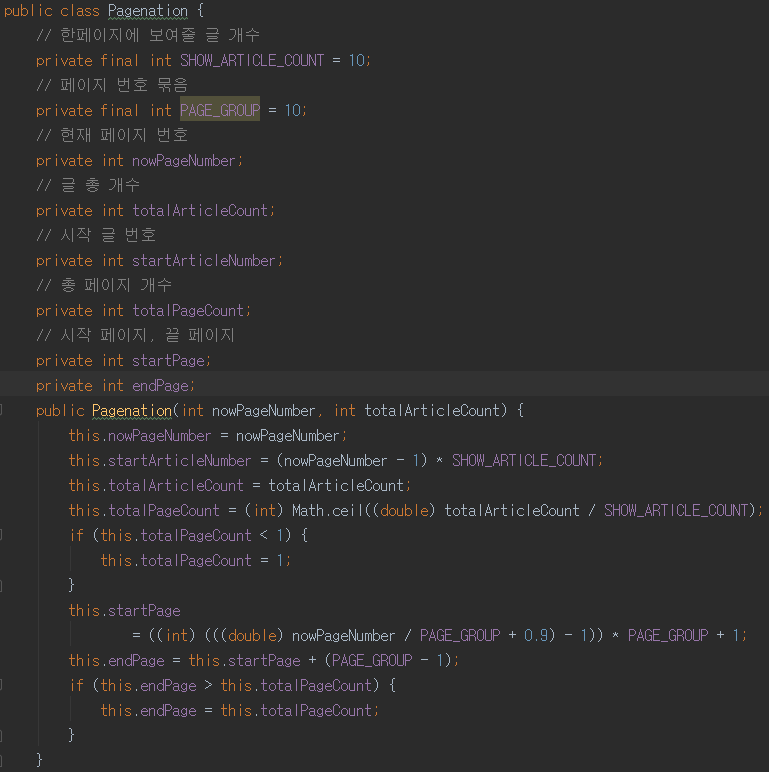 public class Pagenation {
// 한페이지에 보여줄 글 개수
private final int SHOW_ARTICLE_COUNT = 10;
// 페이지 번호 묶음
private final int PAGE_GROUP = 10;
// 현재 페이지 번호
private int nowPageNumber;
// 글 총 개수
private int totalArticleCount;
// 시작 글 번호
private int startArticleNumber;
// 총 페이지 개수
private int totalPageCount;
// 시작 페이지, 끝 페이지
private int startPage;
private int endPage;
public Pagenation(int nowPageNumber, int totalArticleCount) {
this.nowPageNumber = nowPageNumber;
this.startArticleNumber = (nowPageNumber - 1) * SHOW_ARTICLE_COUNT;
this.totalArticleCount = totalArticleCount;
this.totalPageCount = (int) Math.ceil((double) totalArticleCount / SHOW_ARTICLE_COUNT);
if (this.totalPageCount < 1) {
this.totalPageCount = 1;
}
this.startPage
= ((int) (((double) nowPageNumber / PAGE_GROUP + 0.9) - 1)) * PAGE_GROUP + 1;
this.endPage = this.startPage + (PAGE_GROUP - 1);
if (this.endPage > this.totalPageCount) {
this.endPage = this.totalPageCount;
}
}